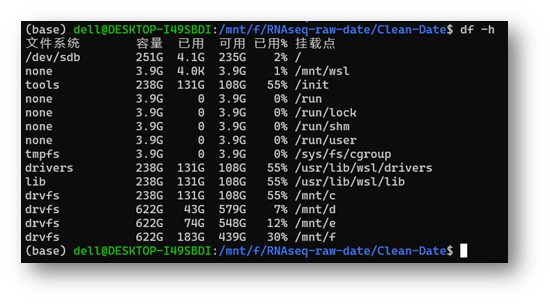 (base) dell@DESKTOP-I49SBDI:/mnt/f/RNAseq-raw-date/Clean-Date$ df -h
文件系统 容量 已用 可用 已用% 挂载点
/dev/sdb 251G 4.1G 235G 2% /
none 3.9G 4.0K 3.9G 1% /mnt/wsl
tools 238G 131G 108G 55% /init
none 3.9G 0 3.9G 0% /run
none 3.9G 0 3.9G 0% /run/lock
none 3.9G 0 3.9G 0% /run/shm
none 3.9G 0 3.9G 0% /run/user
tmpfs 3.9G 0 3.9G 0% /sys/fs/cgroup
drivers 238G 131G 108G 55% /usr/lib/wsl/drivers
lib 238G 131G 108G 55% /usr/lib/wsl/lib
drvfs 238G 131G 108G 55% /mnt/c
drvfs 622G 43G 579G 7% /mnt/d
drvfs 622G 74G 548G 12% /mnt/e
drvfs 622G 183G 439G 30% /mnt/f
(base) dell@DESKTOP-I49SBDI:/mnt/f/RNAseq-raw-date/Clean-Date$